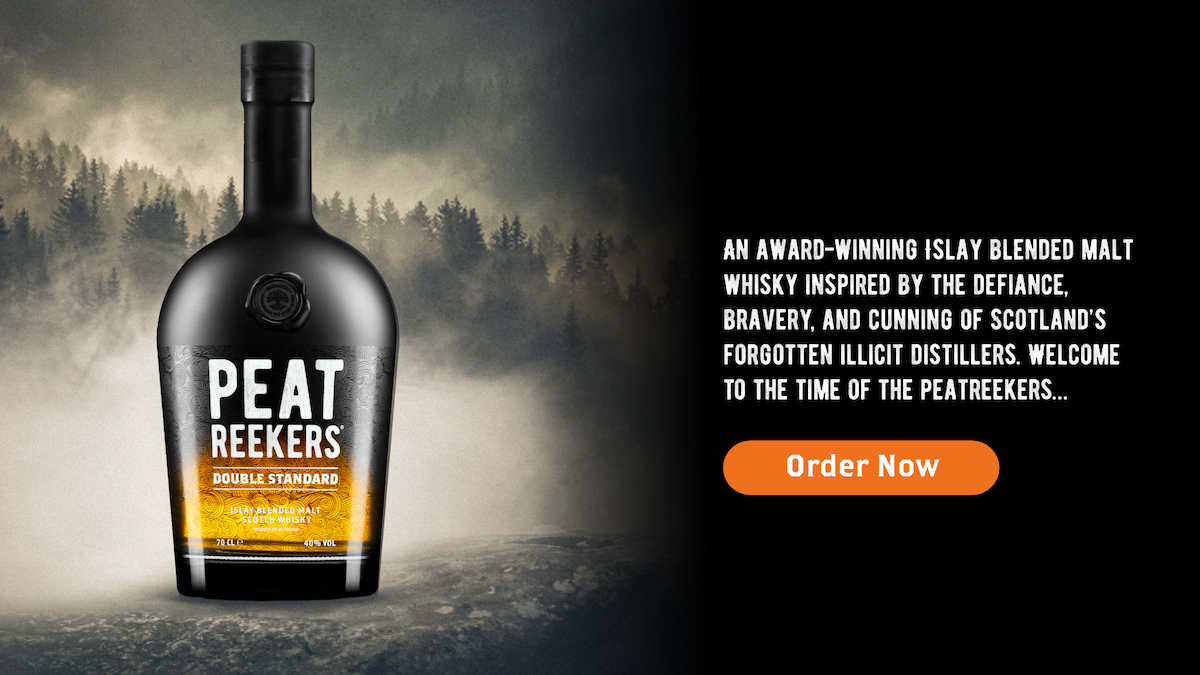 PEAT
REEKERS®
DOUBLE STANDARD
ISLAY BLENDED MALT
SCOTCH WHISKY
70 CL e
40% VOL
AN AWARD-WINNING ISLAY BLENDED MALT
WHISKY INSPIRED BY THE DEFIANCE,
BRAVERY, AND CUNNING OF SCOTLAND'S
FORGOTTEN ILLICIT DISTILLERS. WELCOME
TO THE TIME OF THE PEATREEKERS...
Order Now